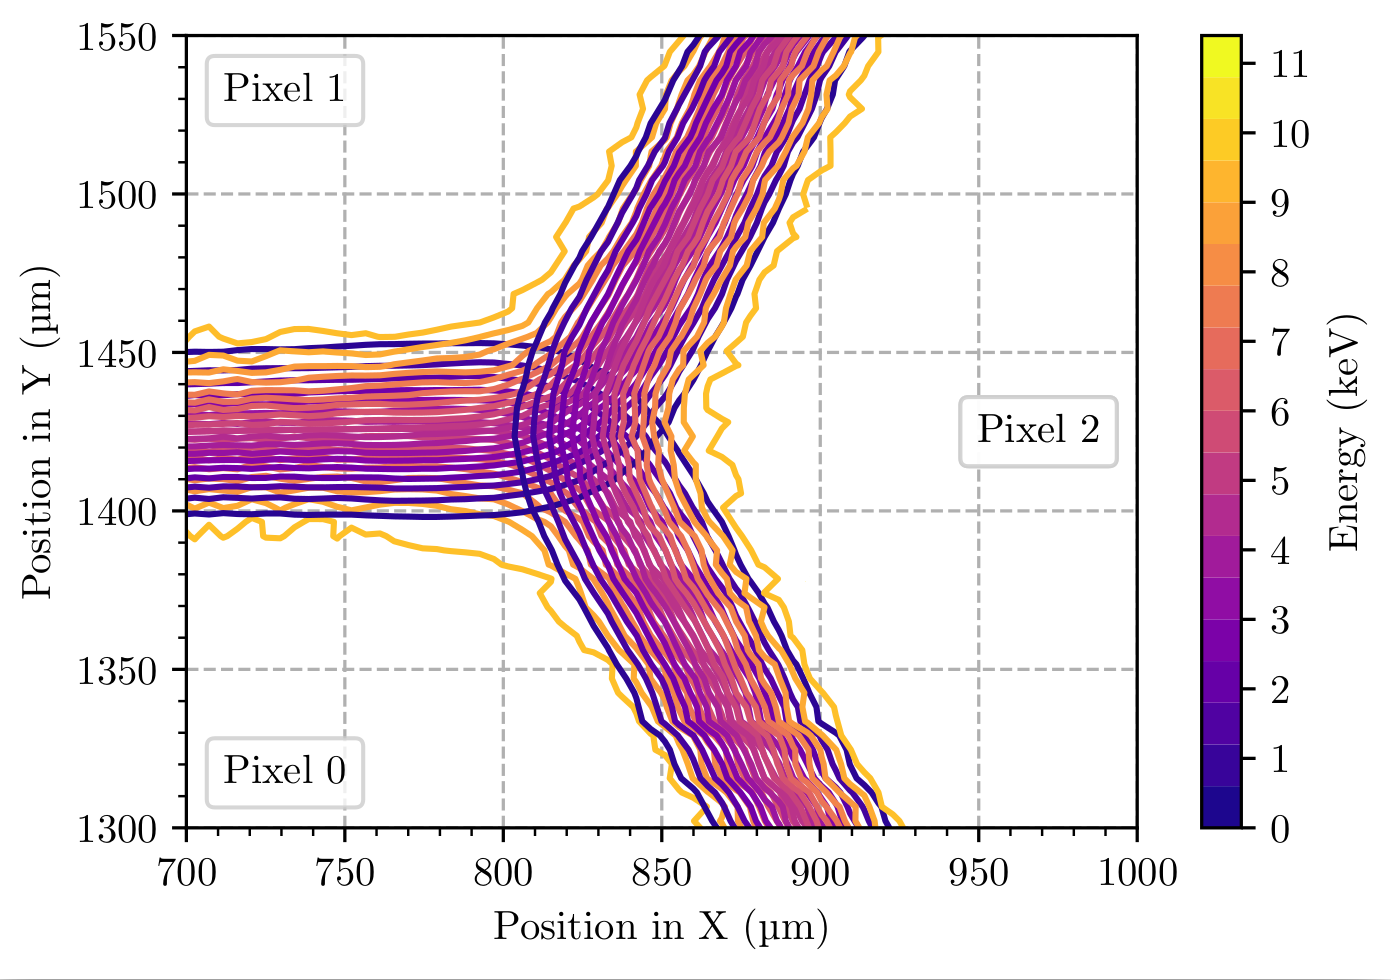 1550
1500
1450
1400
1350
1300
Position in Y (µm)
Pixel 1
Pixel 2
Pixel 0
700 750 800 850 900 950 1000
Position in X (µm)
11
10
9
8
7
6
5
4
3
2
1
0
Energy (keV)